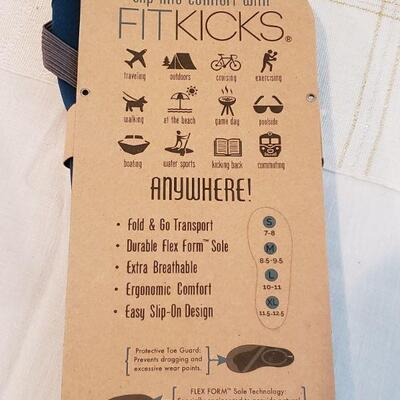 comfort with
FITKICKS®
traveling outdoors cruising exercising
walking at the beach game day poolside
boating water sports kicking back commuting
ANYWHERE!
• Fold & Go Transport
• Durable Flex Form™ Sole
• Extra Breathable
• Ergonomic Comfort
• Easy Slip-On Design
S
7-8
M
8.5-9.5
L
10-11
XL
11.5-12.5
Protective Toe Guard:
Prevents dragging and
excessive wear points.
FLEX FORM™ Sole Technology: